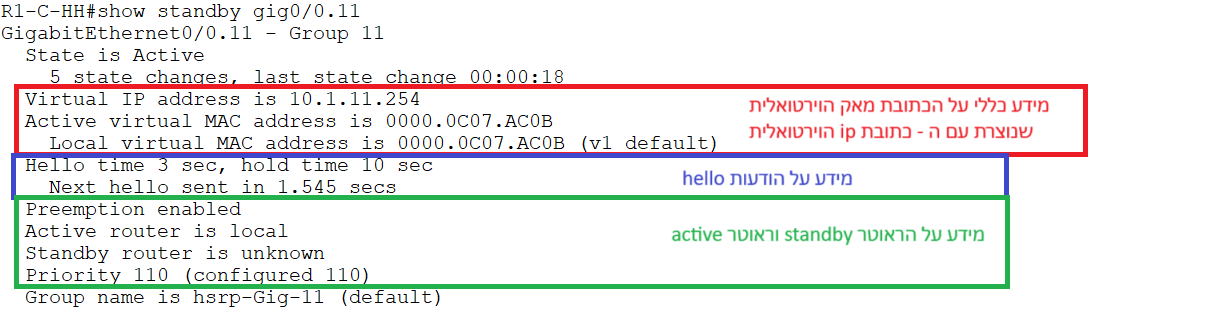 R1-C-HH#show standby gig0/0.11
GigabitEthernet0/0.11 - Group 11
State is Active
5 state changes, last state change 00:00:18
Virtual IP address is 10.1.11.254
מידע כללי על הכתובת מאק הוירטואלית
Active virtual MAC address is 0000.0C07.AC0B
שנוצרת עם ה - כתובת ip הוירטואלית
Local virtual MAC address is 0000.0C07.AC0B (v1 default)
Hello time 3 sec, hold time 10 sec
מידע על הודעות hello
Next hello sent in 1.545 secs
Preemption enabled
Active router is local
מידע על הראוטר standby וראוטר active
Standby router is unknown
Priority 110 (configured 110)
Group name is hsrp-Gig-11 (default)